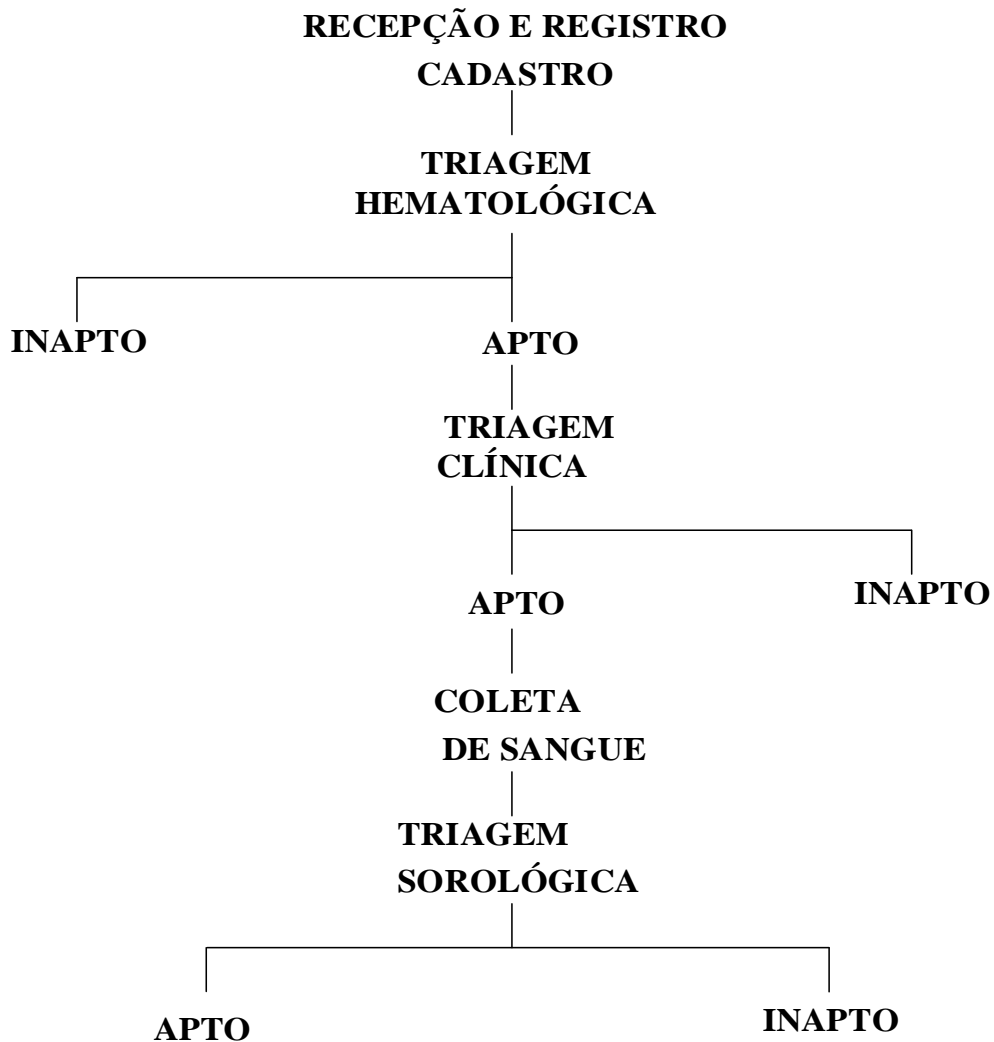 RECEPÇÃO E REGISTRO
CADASTRO
TRIAGEM
HEMATOLÓGICA
INAPTO
APTO
TRIAGEM
CLÍNICA
APTO
INAPTO
COLETA
DE SANGUE
TRIAGEM
SOROLÓGICA
APTO
INAPTO